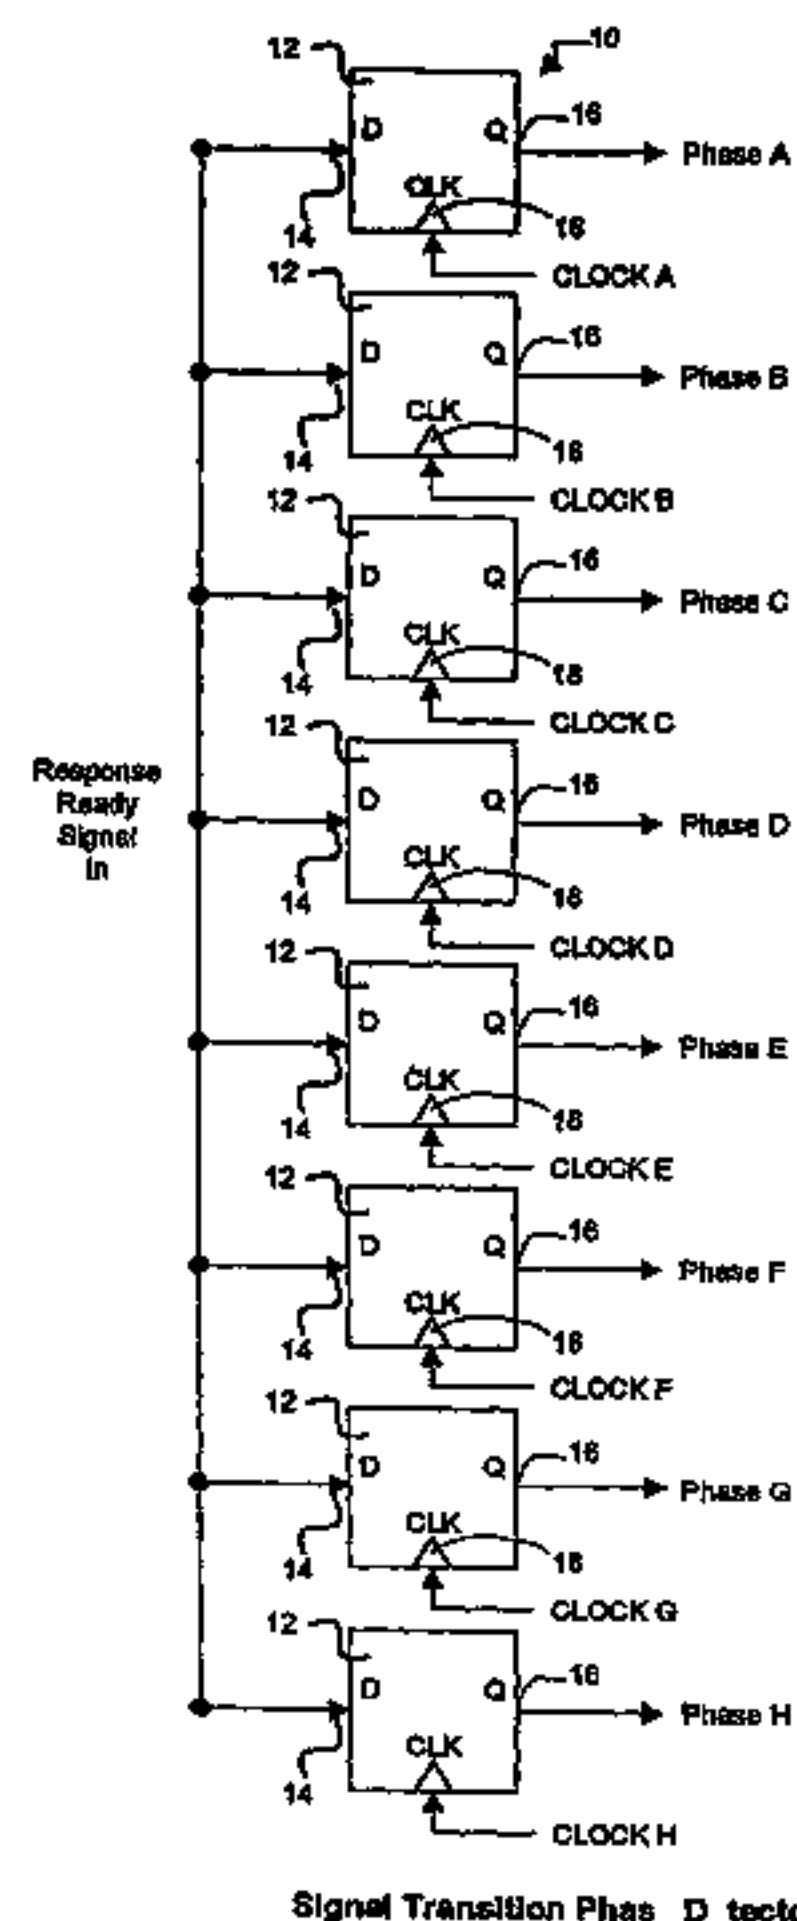 12
10
D
Q
16
Phase A
CLK
18
14
CLOCK A
12
D
Q
16
Phase B
CLK
18
14
CLOCK B
12
D
Q
16
Phase C
CLK
18
14
CLOCK C
12
Response
Ready
Signal
In
D
Q
16
Phase D
CLK
18
14
CLOCK D
12
D
Q
16
Phase E
CLK
18
14
CLOCK E
12
D
Q
16
Phase F
CLK
18
14
CLOCK F
12
D
Q
16
Phase G
CLK
18
14
CLOCK G
12
D
Q
16
Phase H
CLK
14
CLOCK H
Signal Transition Phas D tecto